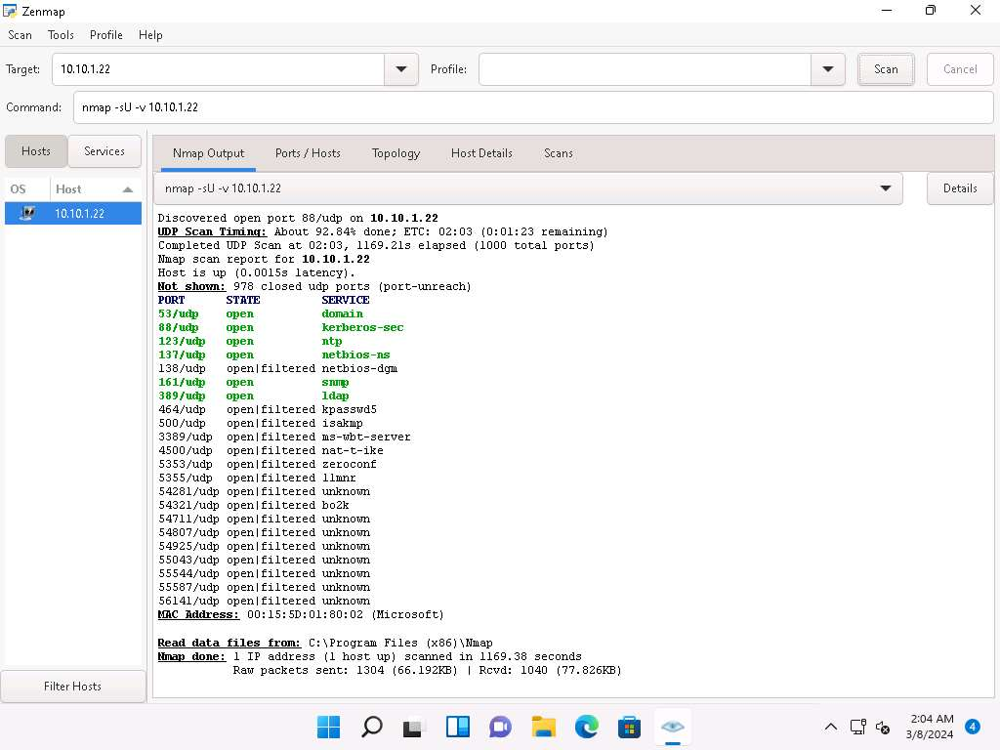 Zenmap
Scan Tools Profile Help
Target: 10.10.1.22 Profile: Scan Cancel
Command: nmap -sU -v 10.10.1.22
Hosts Services
OS Host
10.10.1.22
Filter Hosts
Nmap Output Ports / Hosts Topology Host Details Scans
nmap -sU -v 10.10.1.22 Details
Discovered open port 88/udp on 10.10.1.22
UDP Scan Timing: About 92.84% done; ETC: 02:03 (0:01:23 remaining)
Completed UDP Scan at 02:03, 1169.21s elapsed (1000 total ports)
Nmap scan report for 10.10.1.22
Host is up (0.0015s latency).
Not shown: 978 closed udp ports (port-unreach)
PORT STATE SERVICE
53/udp open domain
88/udp open kerberos-sec
123/udp open ntp
137/udp open netbios-ns
138/udp open|filtered netbios-dgm
161/udp open snmp
389/udp open ldap
464/udp open|filtered kpasswd5
500/udp open|filtered isakmp
3389/udp open|filtered ms-wbt-server
4500/udp open|filtered nat-t-ike
5353/udp open|filtered zeroconf
5355/udp open|filtered llmnr
54281/udp open|filtered unknown
54321/udp open|filtered bo2k
54711/udp open|filtered unknown
54807/udp open|filtered unknown
54925/udp open|filtered unknown
55043/udp open|filtered unknown
55544/udp open|filtered unknown
55587/udp open|filtered unknown
56141/udp open|filtered unknown
MAC Address: 00:15:5D:01:80:02 (Microsoft)
Read data files from: C:\Program Files (x86)\Nmap
Nmap done: 1 IP address (1 host up) scanned in 1169.38 seconds
Raw packets sent: 1304 (66.192KB) | Rcvd: 1040 (77.826KB)
2:04 AM
3/8/2024
4